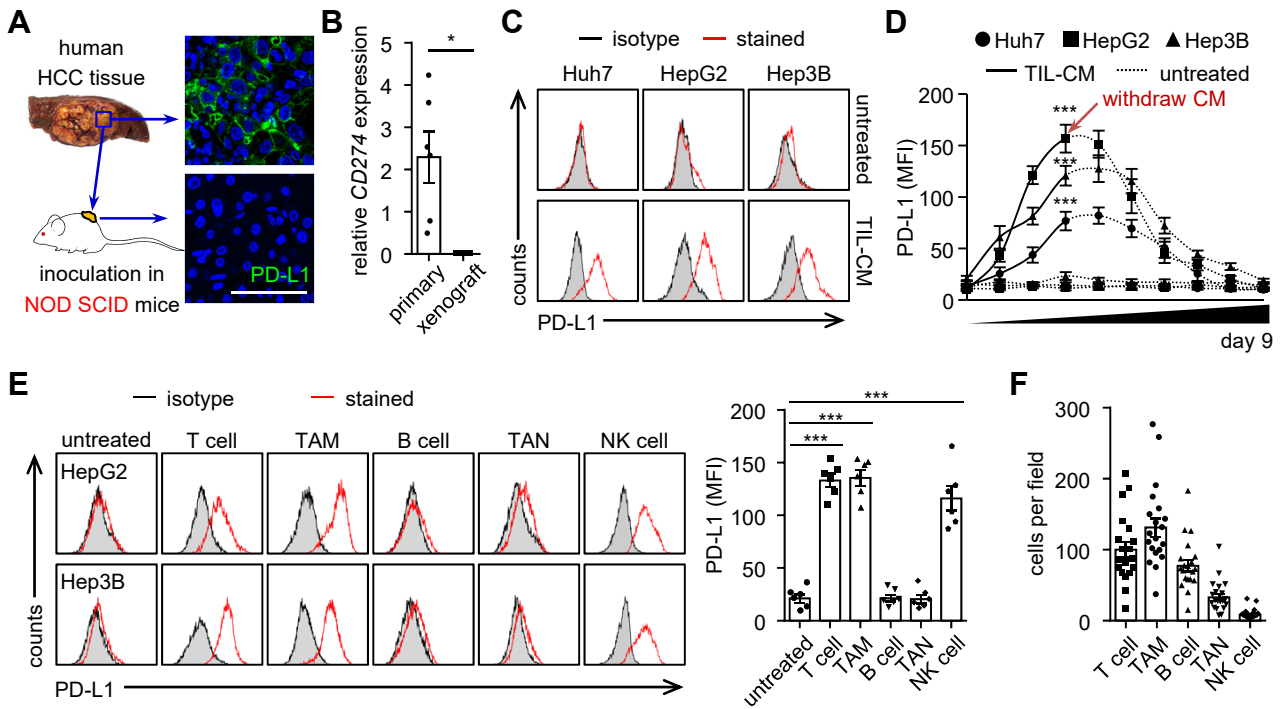 A
human
HCC tissue
inoculation in
NOD SCID mice
PD-L1
B
relative CD274 expression
5
4
3
2
1
0
*
primary
xenograft
C
isotype
stained
Huh7
HepG2
Hep3B
untreated
TIL-CM
counts
PD-L1
D
Huh7
HepG2
Hep3B
TIL-CM
untreated
withdraw CM
PD-L1 (MFI)
200
150
100
50
0
***
***
***
day 9
E
isotype
stained
untreated
T cell
TAM
B cell
TAN
NK cell
HepG2
Hep3B
counts
PD-L1
PD-L1 (MFI)
200
150
100
50
0
***
***
***
untreated
T cell
TAM
B cell
TAN
NK cell
F
cells per field
300
200
100
0
T cell
TAM
B cell
TAN
NK cell